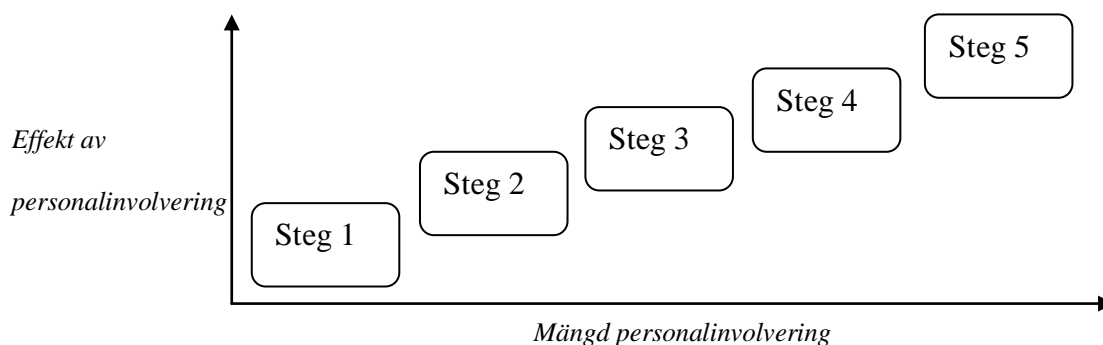 Steg 5
Steg 4
Steg 3
Steg 2
Steg 1
Effekt av
personalinvolvering
Mängd personalinvolvering